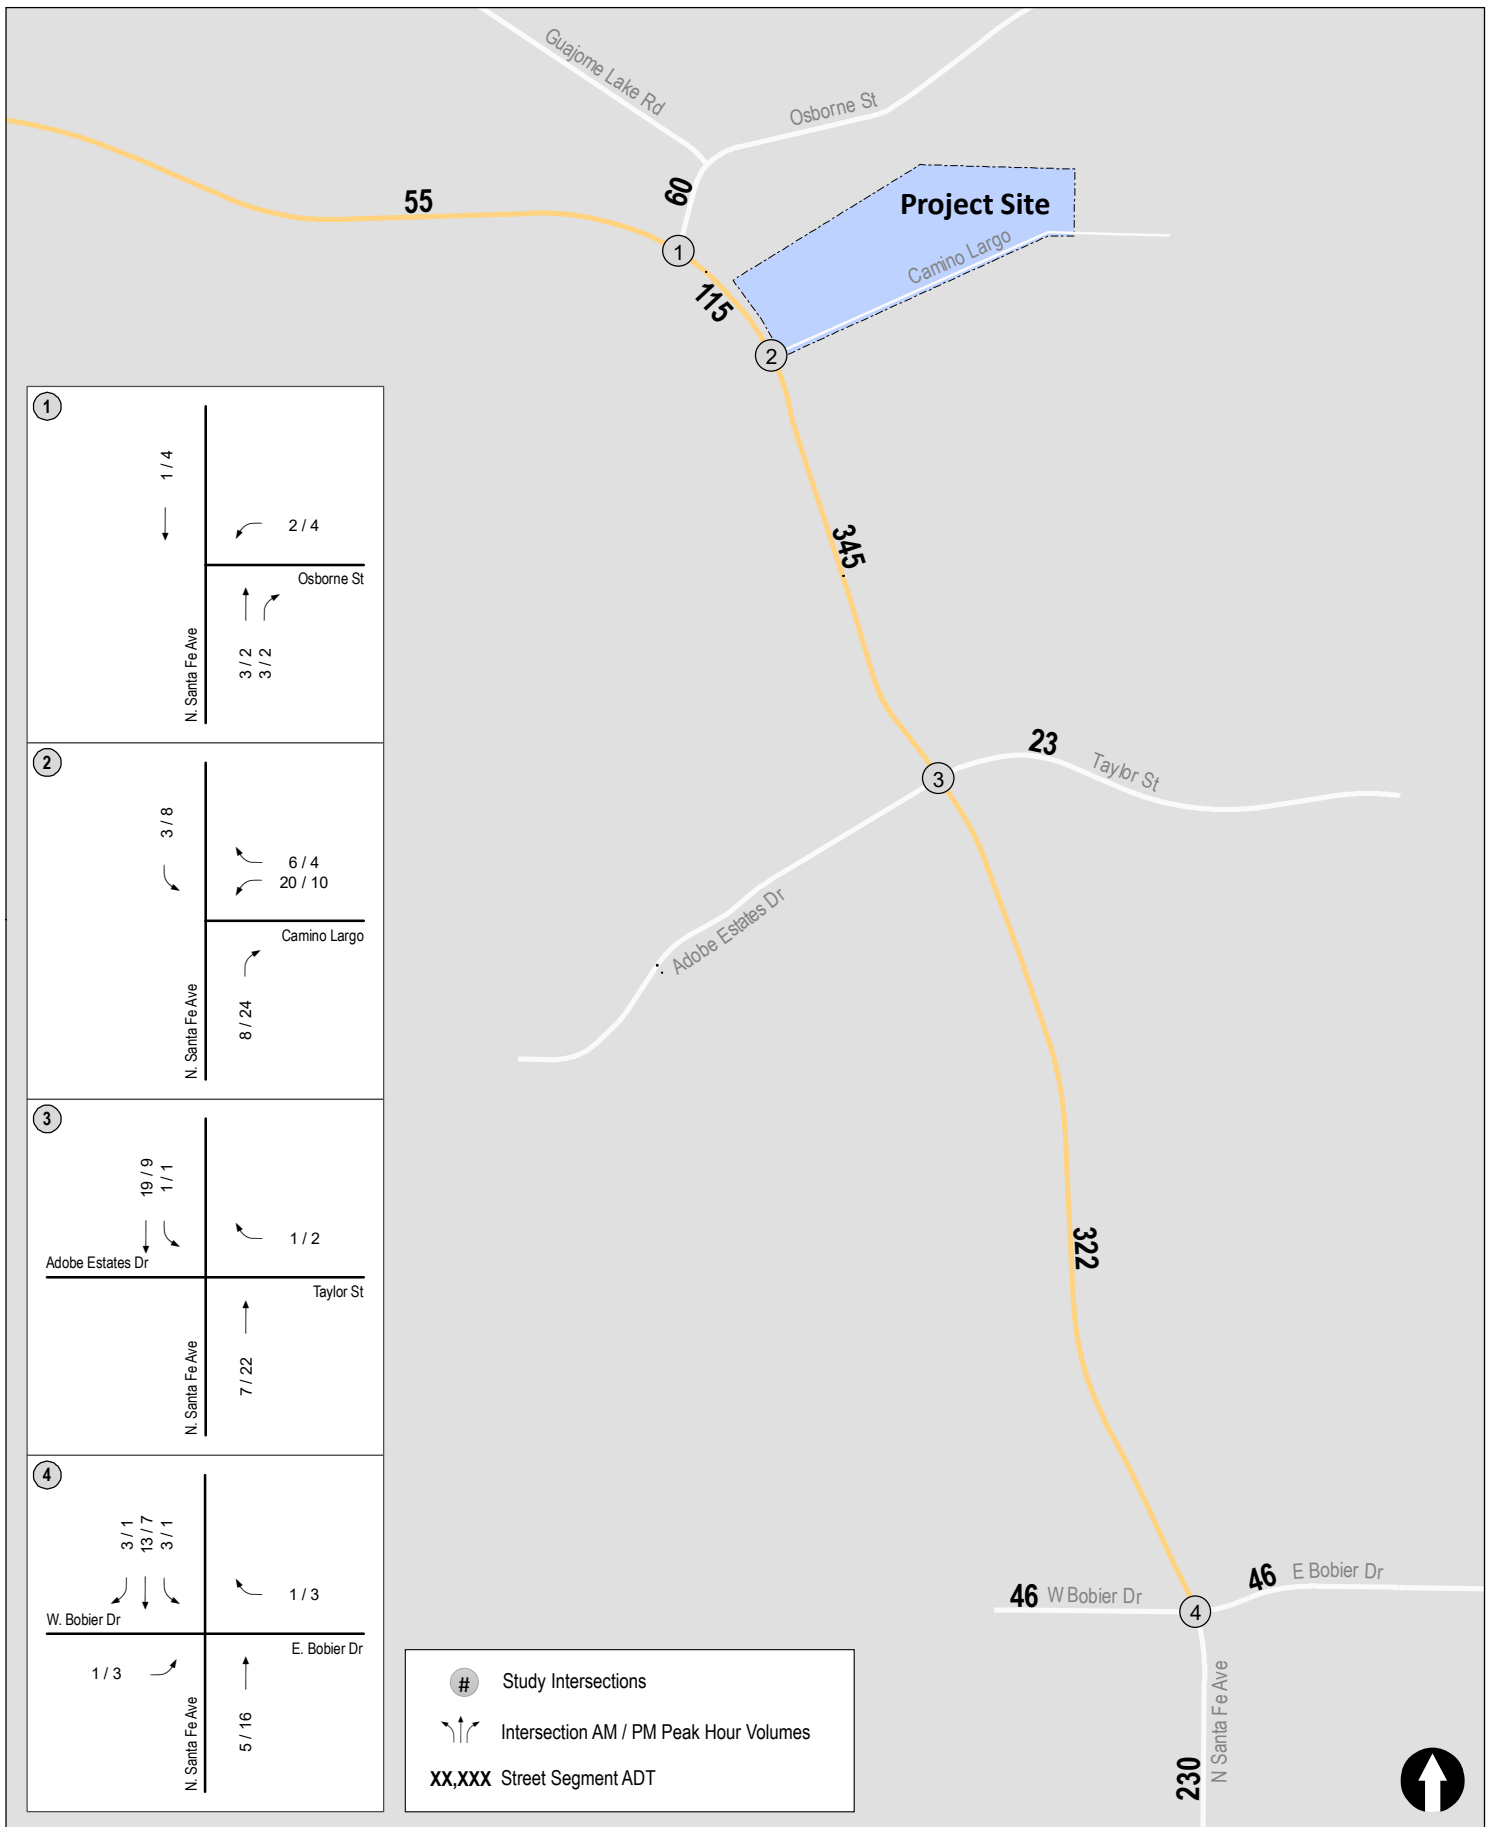 Guajome Lake Rd
Osborne St
55
60
Project Site
Camino Largo
1
115
2
345
3
23
Taylor St
Adobe Estates Dr
322
46
W Bobier Dr
4
46
E Bobier Dr
N Santa Fe Ave
230
1
1 / 4
2 / 4
Osborne St
3 / 2
3 / 2
N. Santa Fe Ave
2
3 / 8
6 / 4
20 / 10
Camino Largo
8 / 24
N. Santa Fe Ave
3
19 / 9
1 / 1
1 / 2
Adobe Estates Dr
Taylor St
7 / 22
N. Santa Fe Ave
4
3 / 1
13 / 7
3 / 1
1 / 3
W. Bobier Dr
E. Bobier Dr
1 / 3
5 / 16
N. Santa Fe Ave
# Study Intersections
Intersection AM / PM Peak Hour Volumes
XX,XXX Street Segment ADT